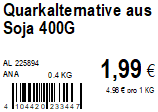 Quarkalternative aus
Soja 400G
AL 225894
ANA 0.4 KG
1,99 €
4.98 € pro 1 KG
4 104420 233447